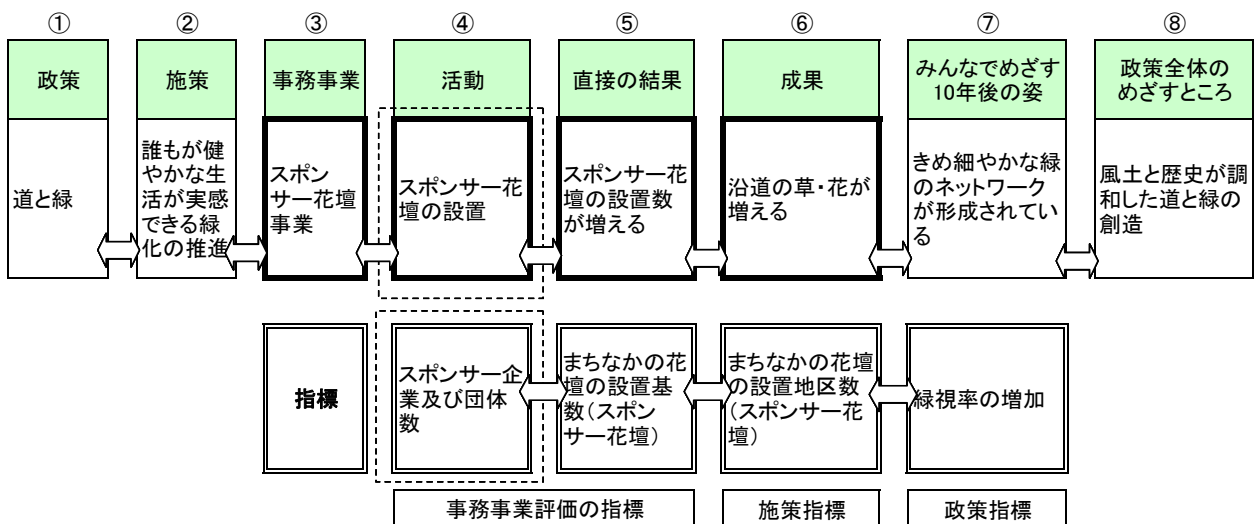 ①
②
③
④
⑤
⑥
⑦
⑧
政策
施策
事務事業
活動
直接の結果
成果
みんなでめざす
10年後の姿
政策全体の
めざすところ
道と緑
誰もが健
やかな生
活が実感
できる緑
化の推進
スポン
サー花壇
事業
スポンサー花
壇の設置
スポンサー花
壇の設置数
が増える
沿道の草・花が
増える
きめ細やかな緑
のネットワーク
が形成されてい
る
風土と歴史が調
和した道と緑の
創造
指標
スポンサー企
業及び団体
数
まちなかの花
壇の設置基
数(スポン
サー花壇)
まちなかの花壇
の設置地区数
(スポンサー花
壇)
緑視率の増加
事務事業評価の指標
施策指標
政策指標